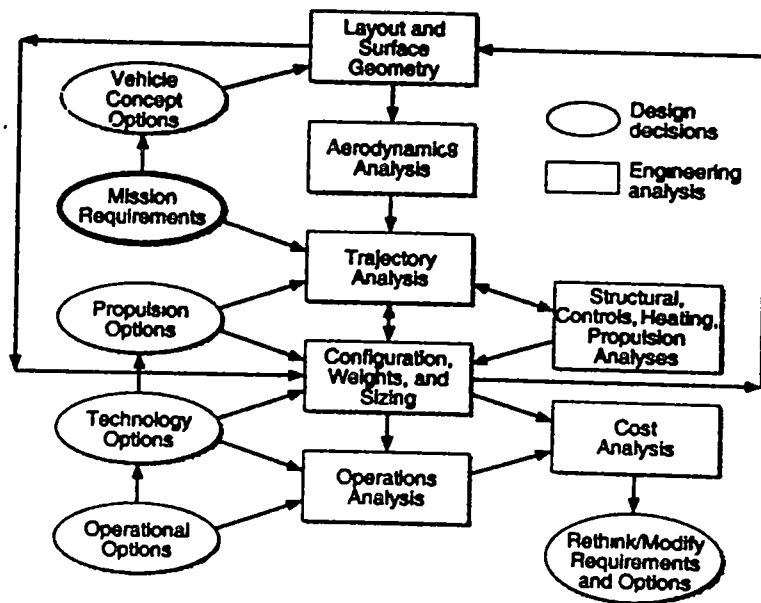 Layout and
Surface
Geometry
Vehicle
Concept
Options
Design
decisions
Aerodynamics
Analysis
Engineering
analysis
Mission
Requirements
Trajectory
Analysis
Propulsion
Options
Structural,
Controls, Heating,
Propulsion
Analyses
Configuration,
Weights, and
Sizing
Technology
Options
Cost
Analysis
Operations
Analysis
Operational
Options
Rethink/Modify
Requirements
and Options